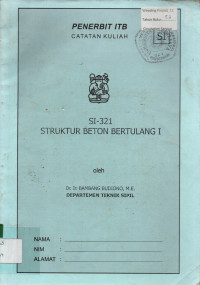 PENERBIT ITB
CATATAN KULIAH
SI
SI-321
STRUKTUR BETON BERTULANG I
oleh
Dr. Ir. BAMBANG BUDIONO, M.E.
DEPARTEMEN TEKNIK SIPIL
NAMA :
NIM :
ALAMAT :